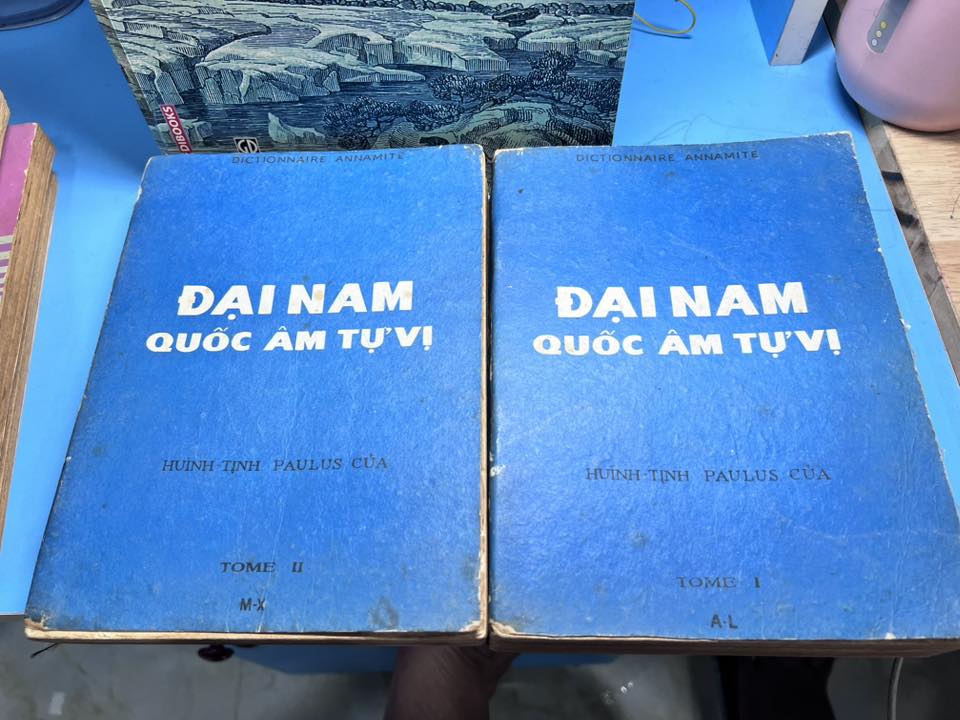 DIBOOKS
DICTIONNAIRE ANNAMITE
ĐẠI NAM
QUỐC ÂM TỰ VỊ
HUÌNH-TỊNH PAULUS CỦA
TOME II
M-X
DICTIONNAIRE ANNAMITE
ĐẠI NAM
QUỐC ÂM TỰ VỊ
HUÌNH-TỊNH PAULUS CỦA
TOME I
A-L